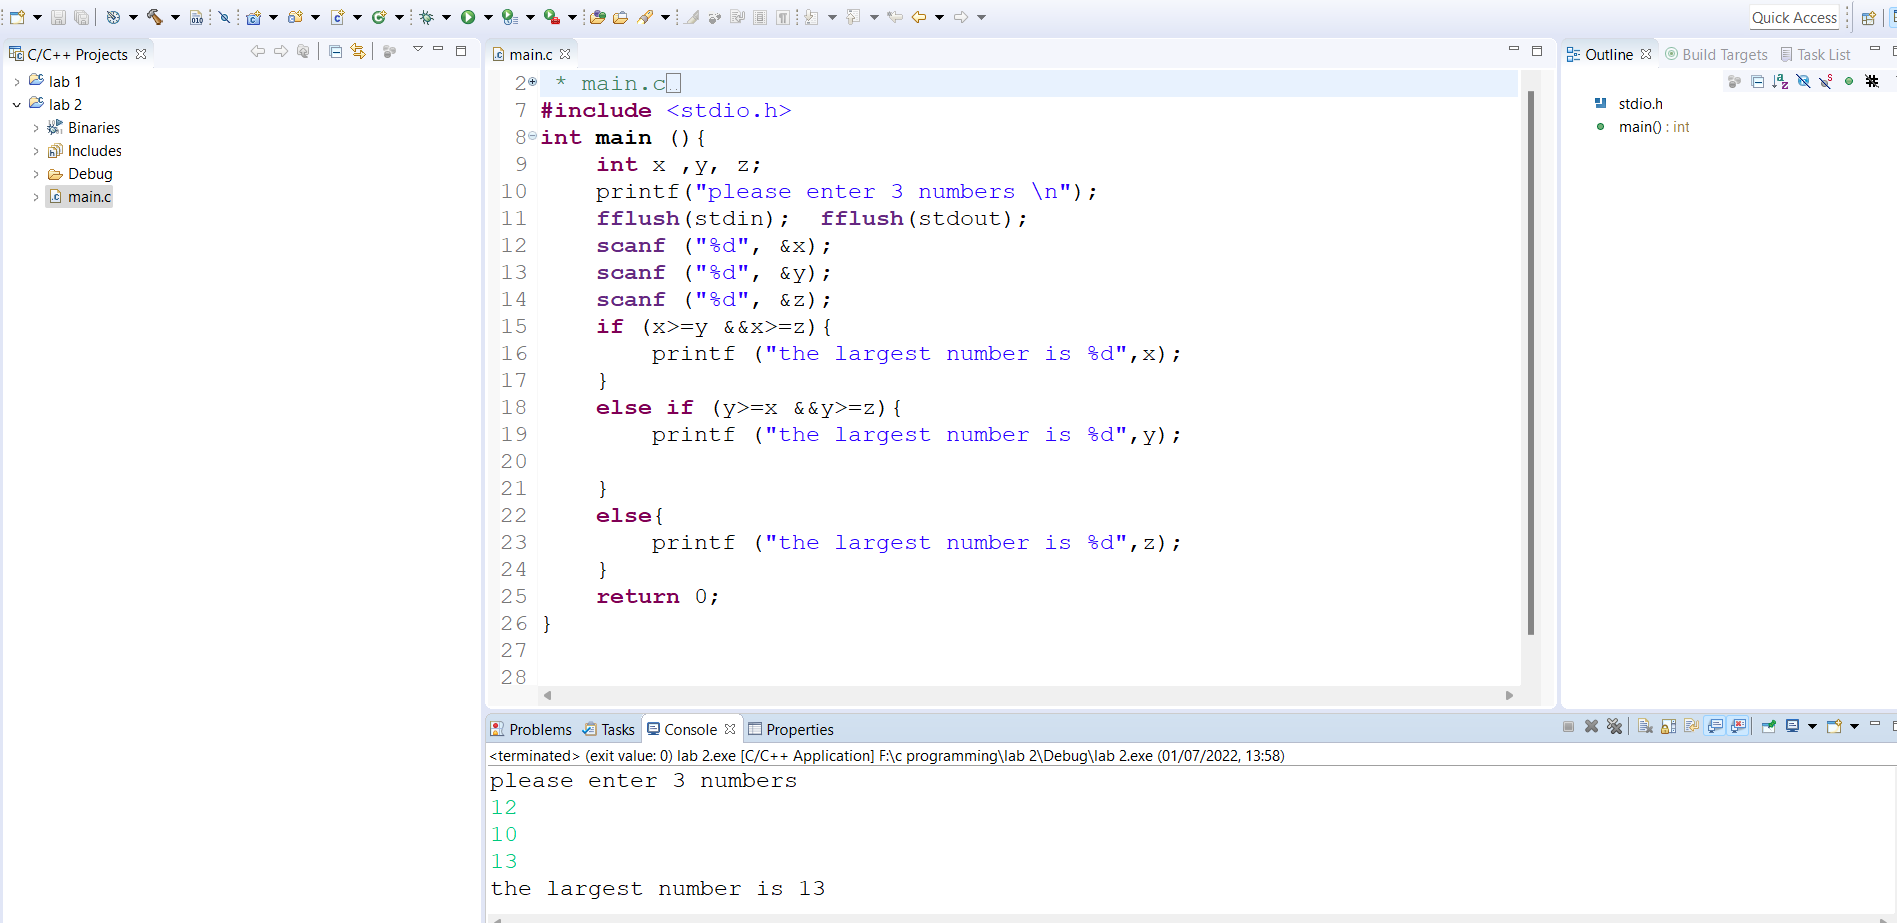 Quick Access
C/C++ Projects
lab 1
lab 2
Binaries
Includes
Debug
main.c
main.c
2 * main.c
7 #include <stdio.h>
8 int main (){
9 int x ,y, z;
10 printf("please enter 3 numbers \n");
11 fflush(stdin); fflush(stdout);
12 scanf ("%d", &x);
13 scanf ("%d", &y);
14 scanf ("%d", &z);
15 if (x>=y &&x>=z){
16 printf ("the largest number is %d",x);
17 }
18 else if (y>=x &&y>=z){
19 printf ("the largest number is %d",y);
20
21 }
22 else{
23 printf ("the largest number is %d",z);
24 }
25 return 0;
26 }
27
28
Outline Build Targets Task List
stdio.h
main() : int
Problems Tasks Console Properties
<terminated> (exit value: 0) lab 2.exe [C/C++ Application] F:\c programming\lab 2\Debug\lab 2.exe (01/07/2022, 13:58)
please enter 3 numbers
12
10
13
the largest number is 13